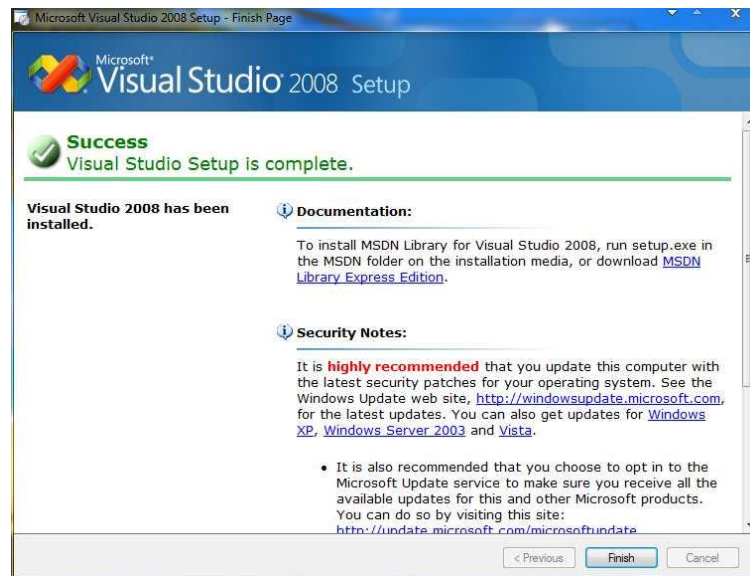 Microsoft Visual Studio 2008 Setup - Finish Page
Microsoft
Visual Studio 2008 Setup
Success
Visual Studio Setup is complete.
Visual Studio 2008 has been
installed.
Documentation:
To install MSDN Library for Visual Studio 2008, run setup.exe in
the MSDN folder on the installation media, or download MSDN
Library Express Edition.
Security Notes:
It is highly recommended that you update this computer with
the latest security patches for your operating system. See the
Windows Update web site, http://windowsupdate.microsoft.com,
for the latest updates. You can also get updates for Windows
XP, Windows Server 2003 and Vista.
• It is also recommended that you choose to opt in to the
Microsoft Update service to make sure you receive all the
available updates for this and other Microsoft products.
You can do so by visiting this site:
http://update.microsoft.com/microsoftupdate
< Previous
Finish
Cancel